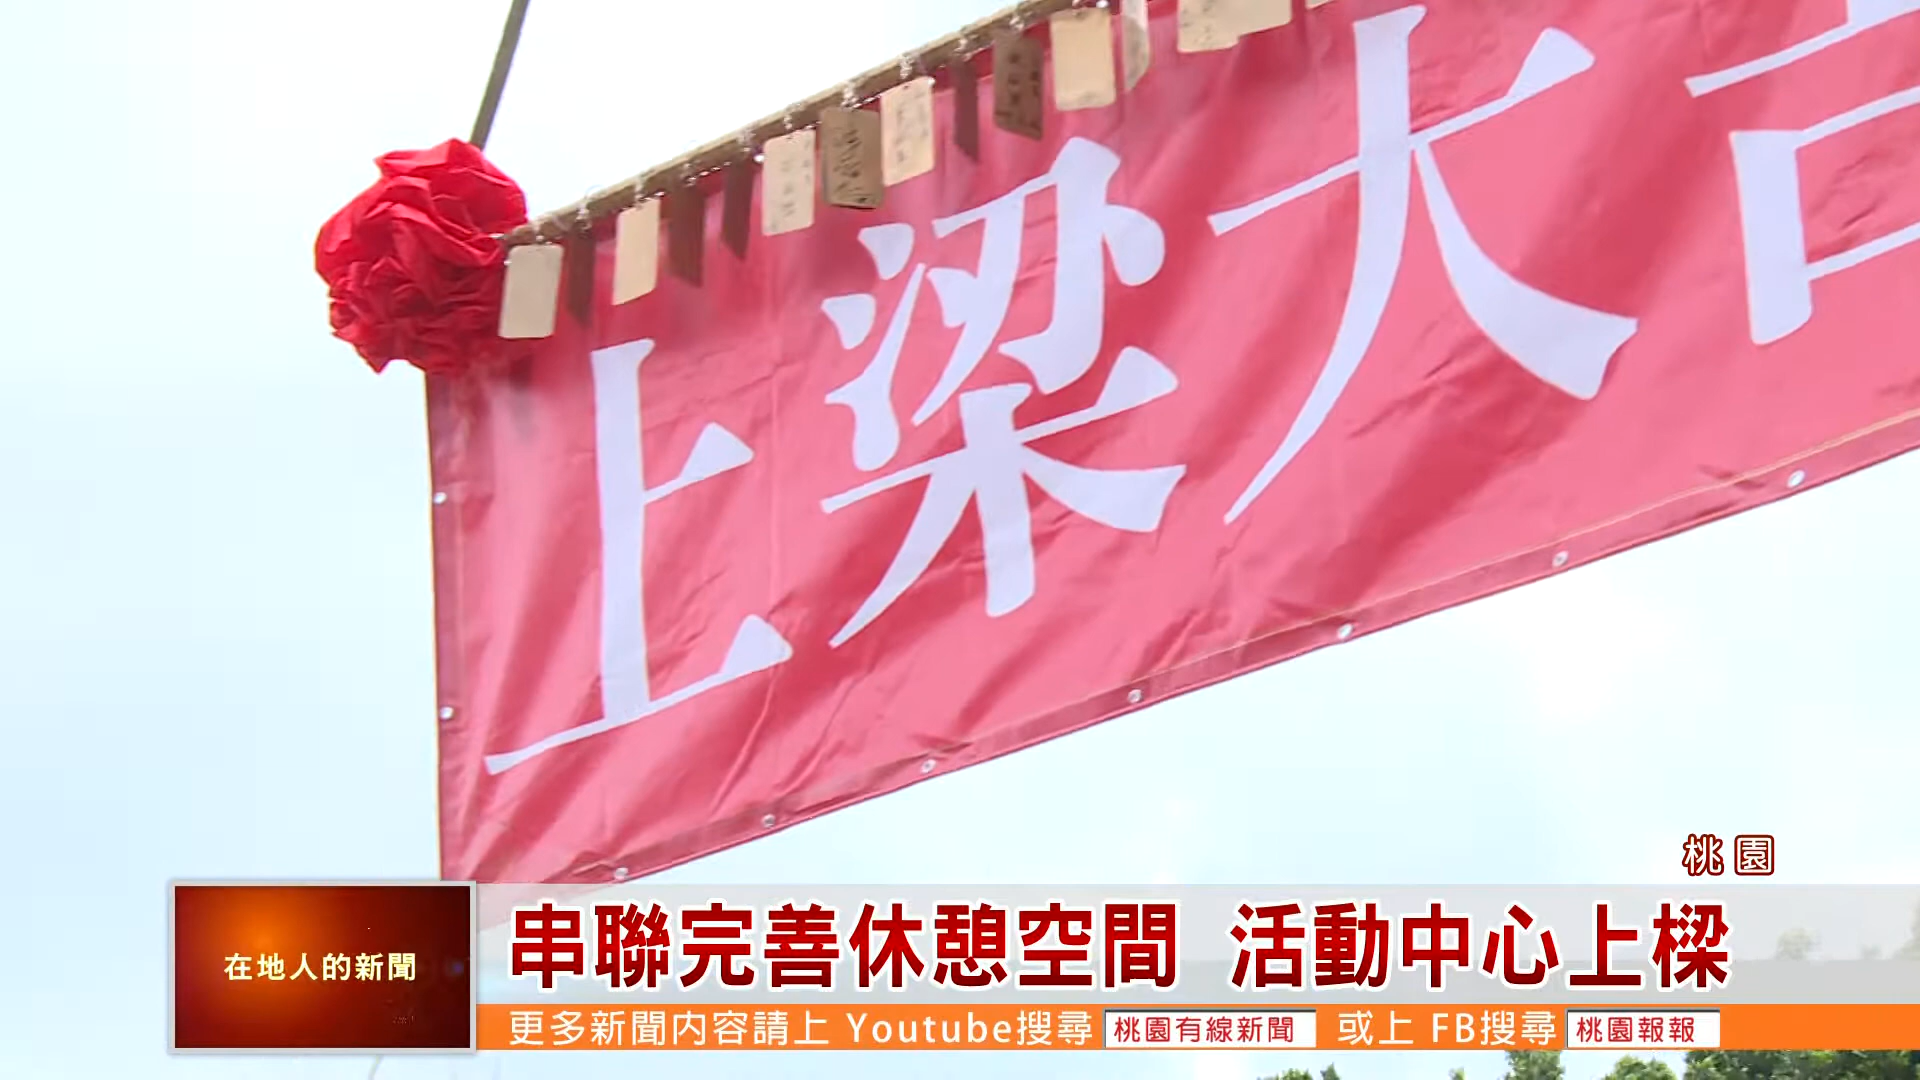 上梁大吉
桃園
在地人的新聞
串聯完善休憩空間 活動中心上樑
更多新聞內容請上 Youtube搜尋 桃園有線新聞 或上 FB搜尋 桃園報報